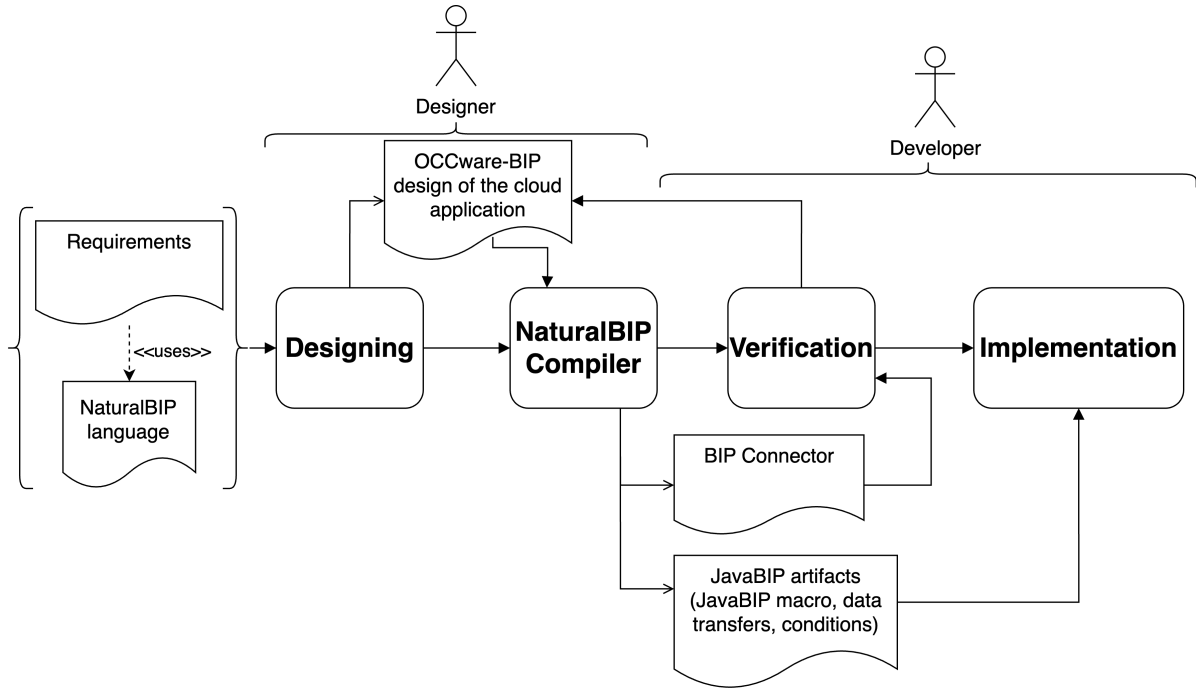 Designer
Developer
OCCware-BIP
design of the cloud
application
Requirements
<<uses>>
NaturalBIP
language
Designing
NaturalBIP
Compiler
Verification
Implementation
BIP Connector
JavaBIP artifacts
(JavaBIP macro, data
transfers, conditions)